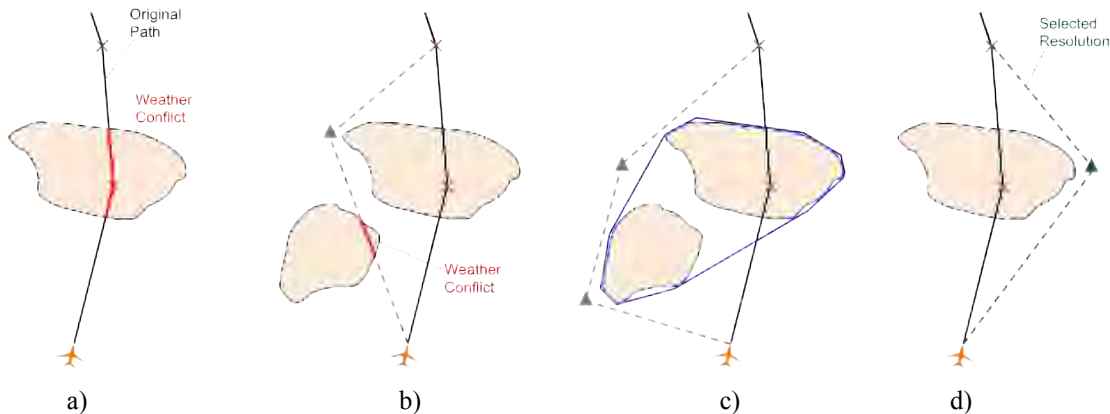 Original
Path
Weather
Conflict
Weather
Conflict
Selected
Resolution
a)
b)
c)
d)